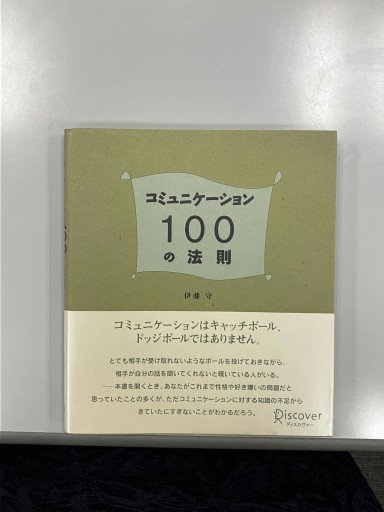 コミュニケーション
100
の法則
伊藤 守
コミュニケーションはキャッチボール、
ドッジボールではありません。
とても相手が受け取れないようなボールを投げておきながら、
相手が自分の話を聞いてくれないと嘆いている人がいる。
……本書を開くとき、あなたがこれまで性格や好き嫌いの問題だと
思っていたことの多くが、ただコミュニケーションに対する知識の不足から
きていたにすぎないことがわかるだろう。
Discover
ディスカヴァー